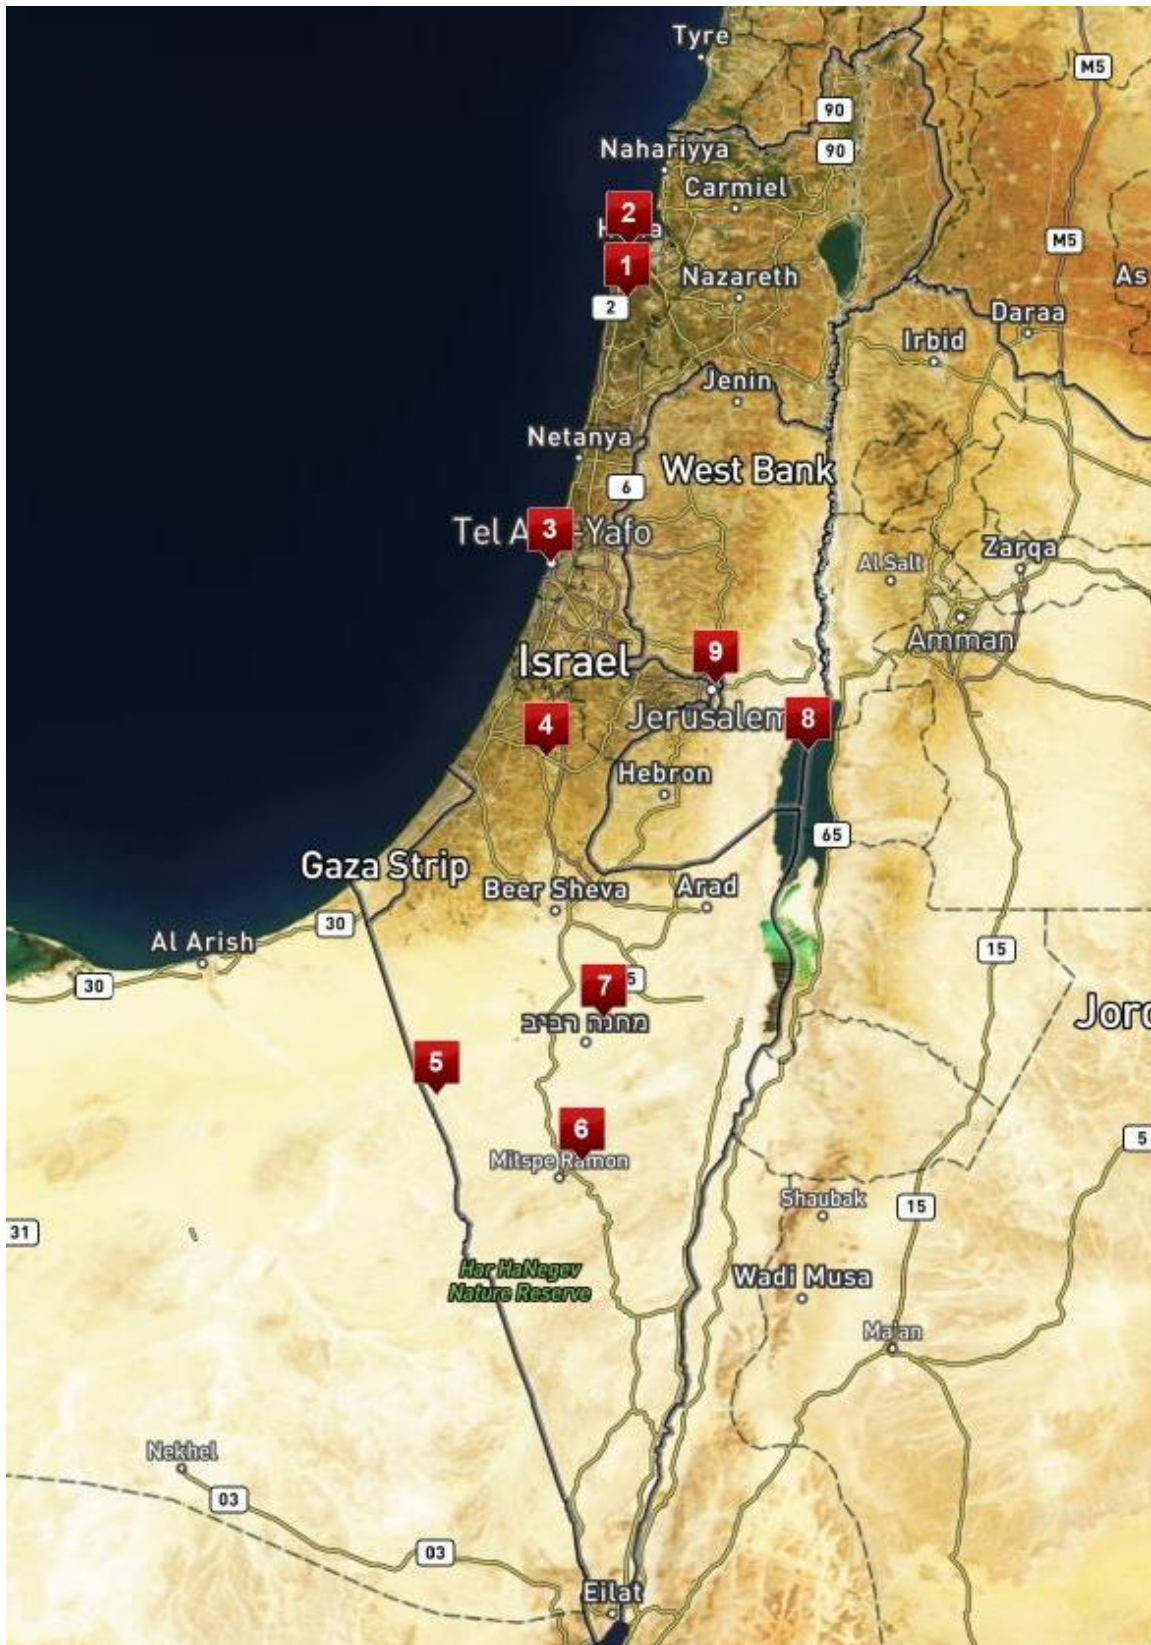 Tyre
M5
90
90
Nahariyya
Carmiel
2
M5
1
Nazareth
As
2
Daraa
Irbid
Jenin
Netanya
West Bank
6
3
Tel A
-Yafo
Zarqa
Al Salt
Amman
9
Israel
Jerusalem
8
4
Hebron
65
Gaza Strip
Beer Sheva
Arad
30
Al Arish
15
30
7
5
מחנה רביב
Jord
5
6
5
Mitspe Ramon
Shaubak
15
31
Har HaNegev
Nature Reserve
Wadi Musa
Ma'an
Nekhel
03
03
Eilat